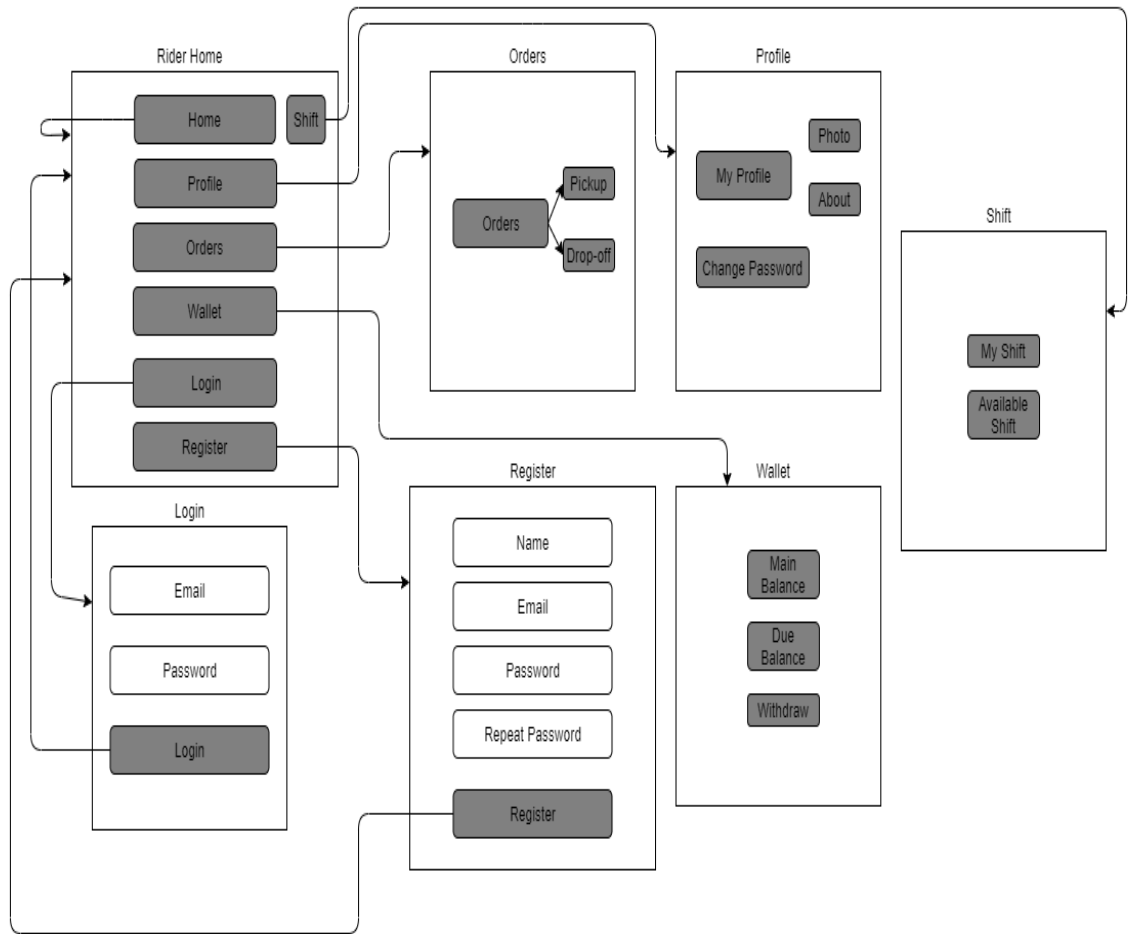 Rider Home
Home
Shift
Profile
Orders
Wallet
Login
Register
Orders
Orders
Pickup
Drop-off
Profile
My Profile
Photo
About
Change Password
Shift
My Shift
Available
Shift
Login
Email
Password
Login
Register
Name
Email
Password
Repeat Password
Register
Wallet
Main
Balance
Due
Balance
Withdraw